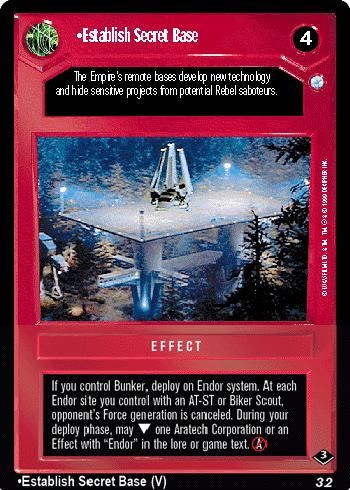 •Establish Secret Base
4
The Empire's remote bases develop new technology
and hide sensitive projects from potential Rebel saboteurs.
EFFECT
If you control Bunker, deploy on Endor system. At each
Endor site you control with an AT-ST or Biker Scout,
opponent's Force generation is canceled. During your
deploy phase, may ▼ one Aratech Corporation or an
Effect with "Endor" in the lore or game text. A
3
•Establish Secret Base (V)
32